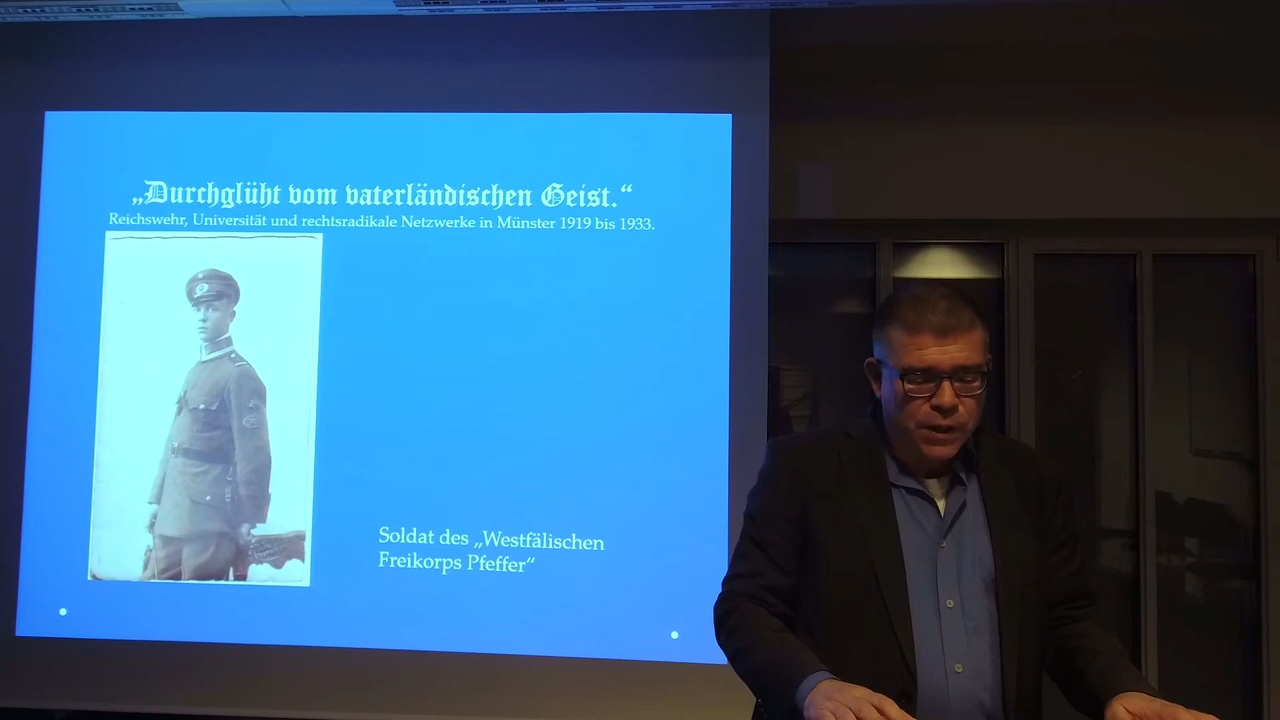 „Durchglüht vom vaterländischen Geist.“
Reichswehr, Universität und rechtsradikale Netzwerke in Münster 1919 bis 1933.
Soldat des „Westfälischen
Freikorps Pfeffer“